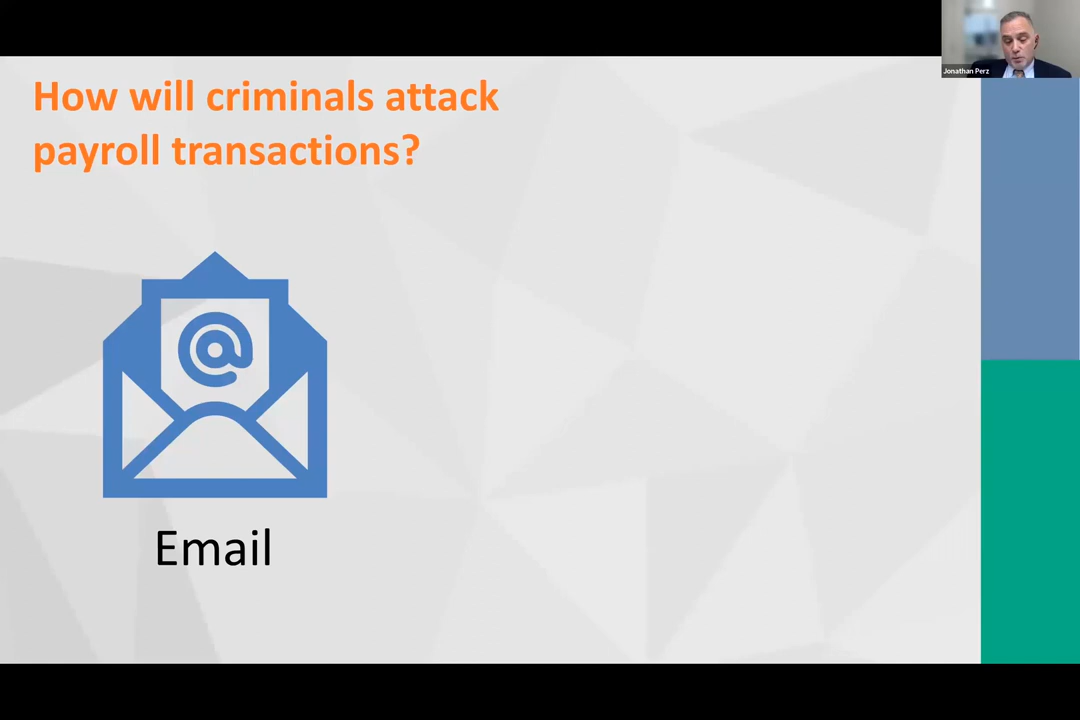 Jonathan Perz
How will criminals attack
payroll transactions?
@
Email